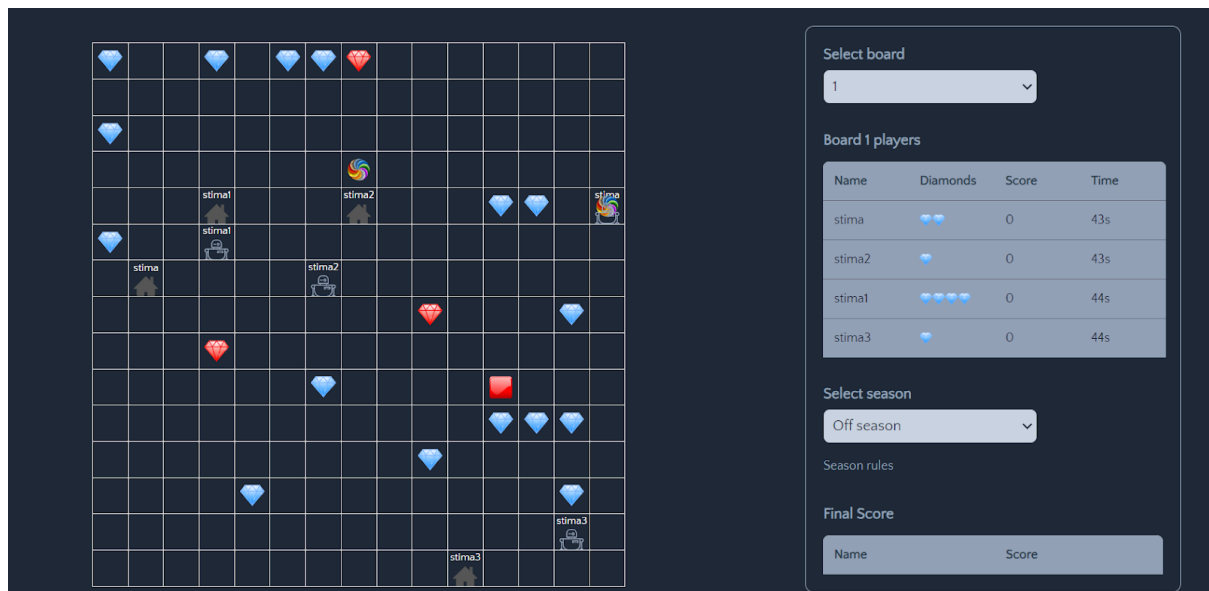 stima1
stima2
stima
stima1
stima
stima2
stima3
stima3
Select board
1
Board 1 players
Name Diamonds Score Time
stima 0 43s
stima2 0 43s
stima1 0 44s
stima3 0 44s
Select season
Off season
Season rules
Final Score
Name Score